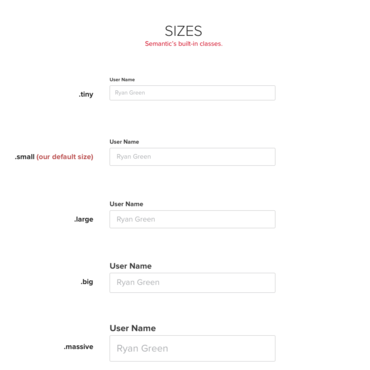 SIZES
Semantic's built-in classes.
User Name
.tiny
Ryan Green
User Name
.small (our default size)
Ryan Green
User Name
.large
Ryan Green
User Name
.big
Ryan Green
User Name
.massive
Ryan Green